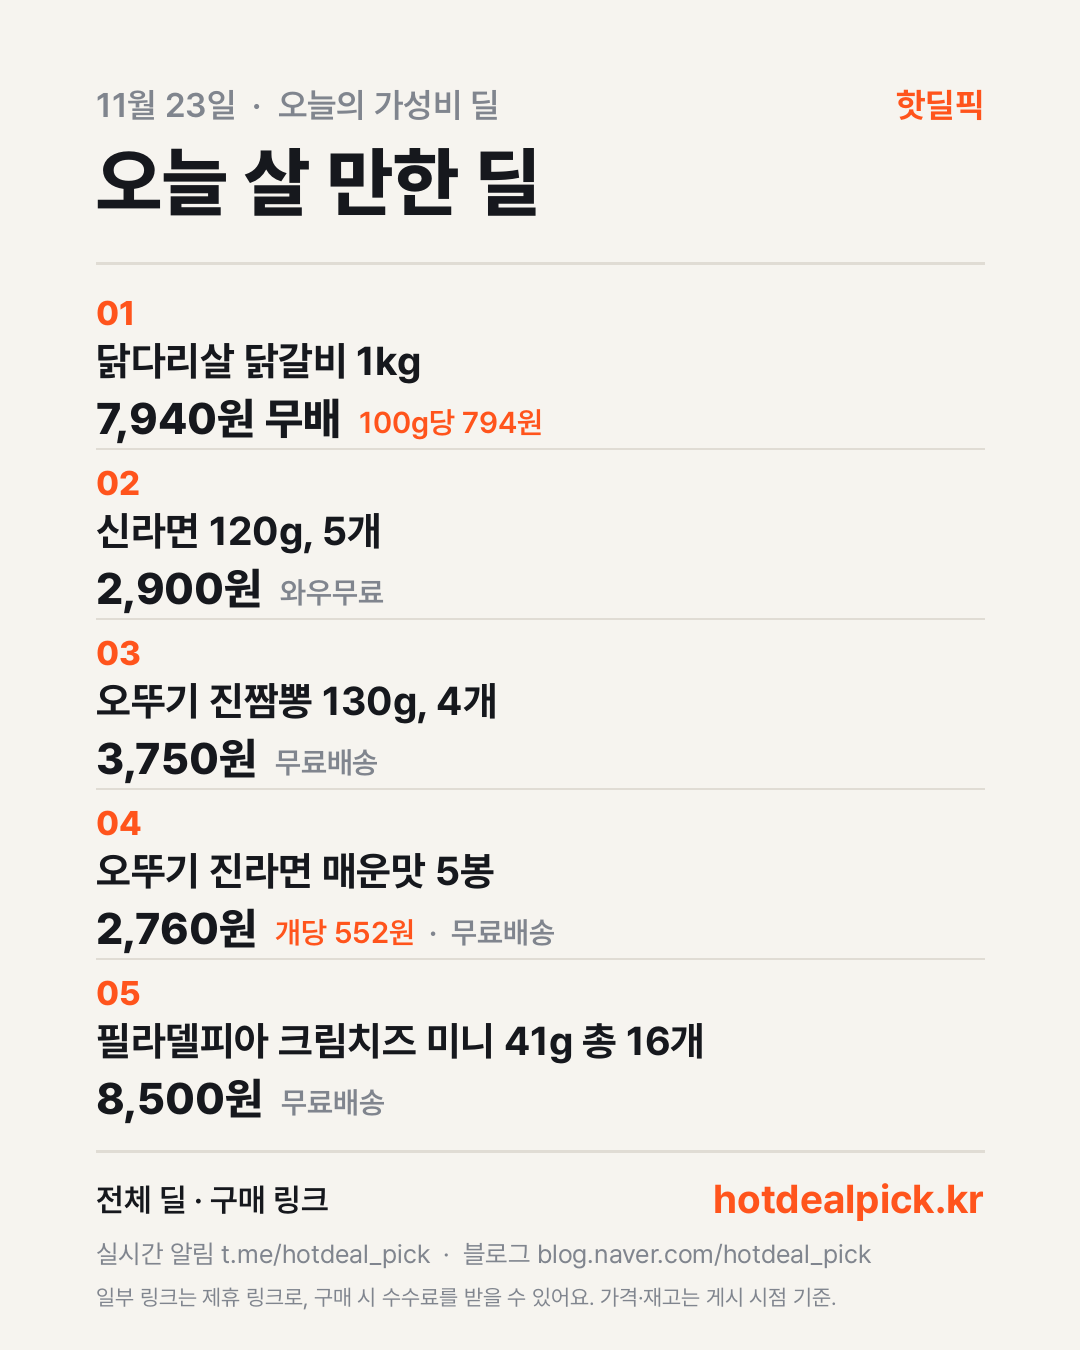 11월 23일 · 오늘의 가성비 딜
핫딜픽
오늘 살 만한 딜
01
닭다리살 닭갈비 1kg
7,940원 무배 100g당 794원
02
신라면 120g, 5개
2,900원 와우무료
03
오뚜기 진짬뽕 130g, 4개
3,750원 무료배송
04
오뚜기 진라면 매운맛 5봉
2,760원 개당 552원 · 무료배송
05
필라델피아 크림치즈 미니 41g 총 16개
8,500원 무료배송
전체 딜 · 구매 링크
hotdealpick.kr
실시간 알림 t.me/hotdeal_pick · 블로그 blog.naver.com/hotdeal_pick
일부 링크는 제휴 링크로, 구매 시 수수료를 받을 수 있어요. 가격·재고는 게시 시점 기준.